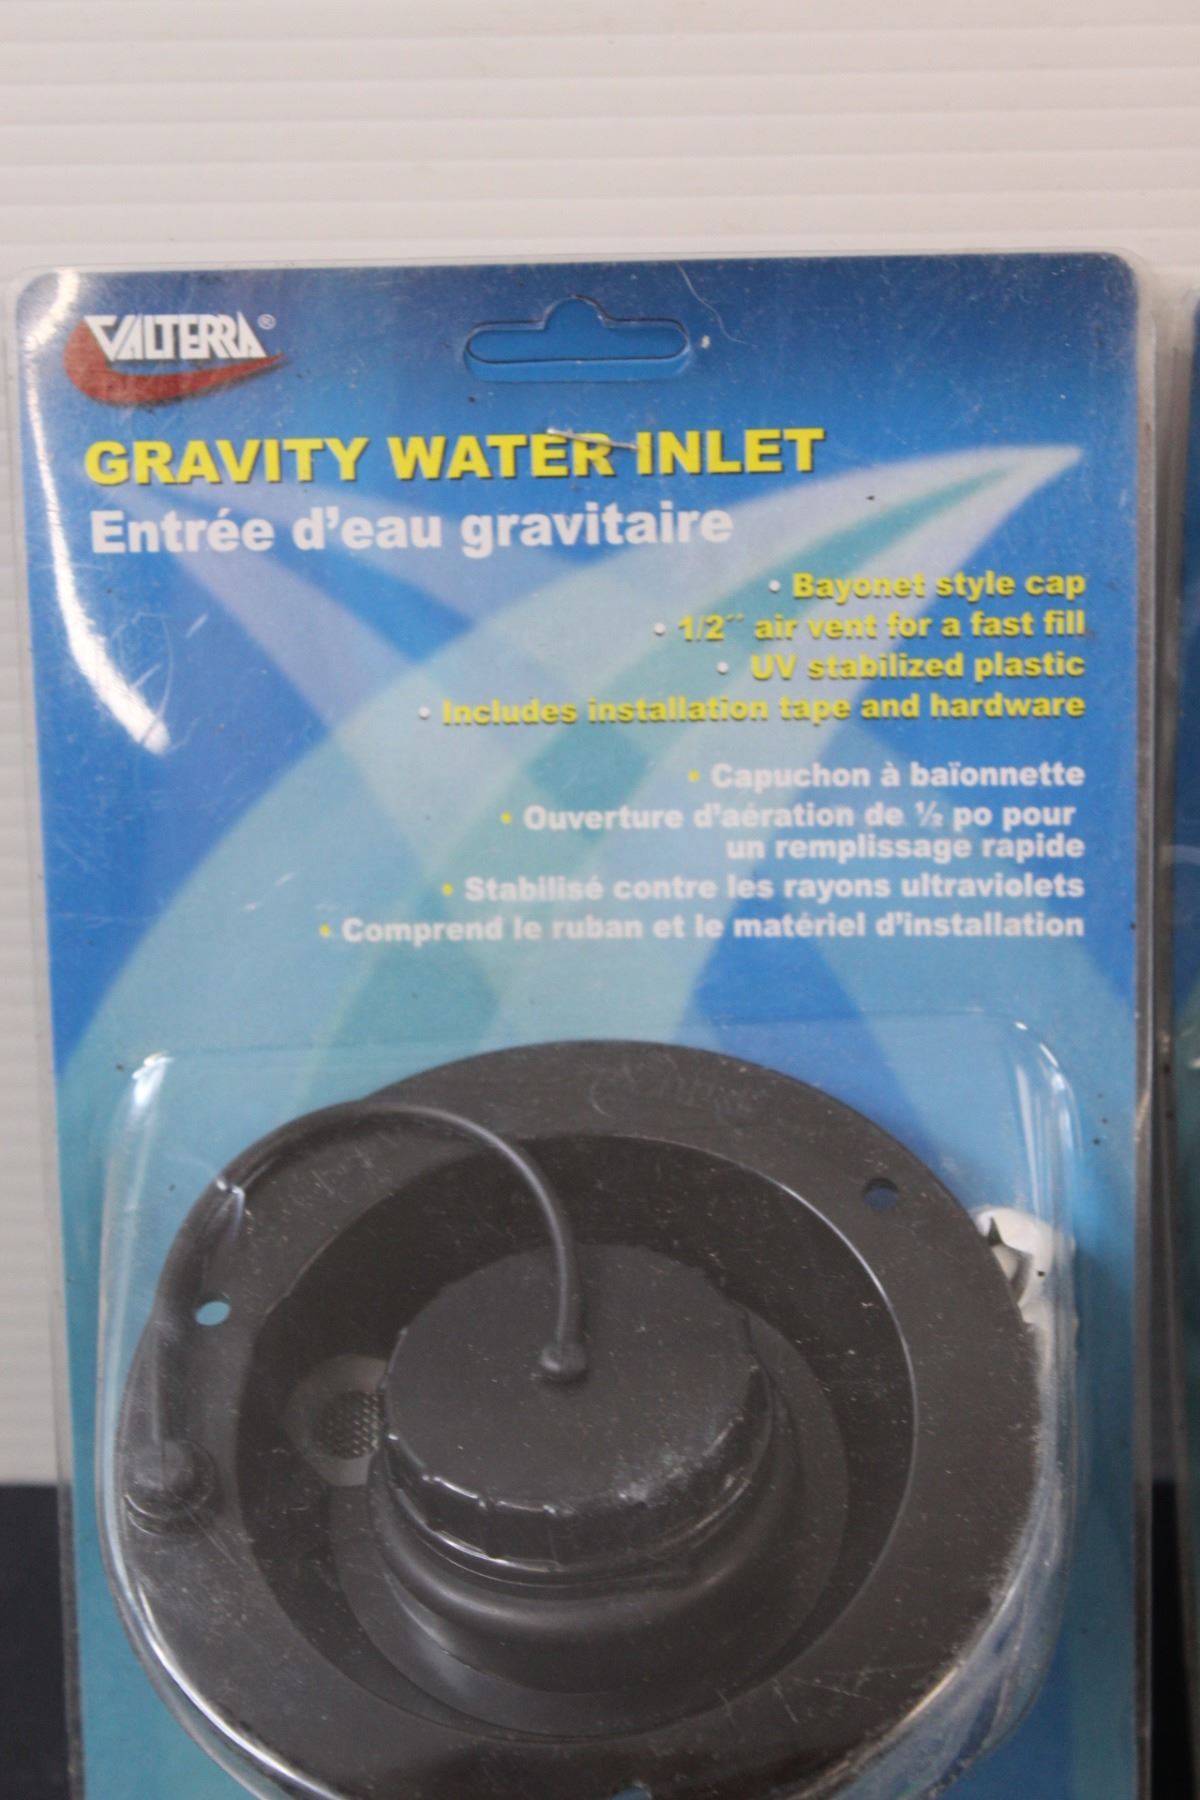 VALTERRA®
GRAVITY WATER INLET
Entrée d'eau gravitaire
• Bayonet style cap
• 1/2˝ air vent for a fast fill
• UV stabilized plastic
• Includes installation tape and hardware
• Capuchon à baïonnette
• Ouverture d'aération de ½ po pour
un remplissage rapide
• Stabilisé contre les rayons ultraviolets
• Comprend le ruban et le matériel d'installation